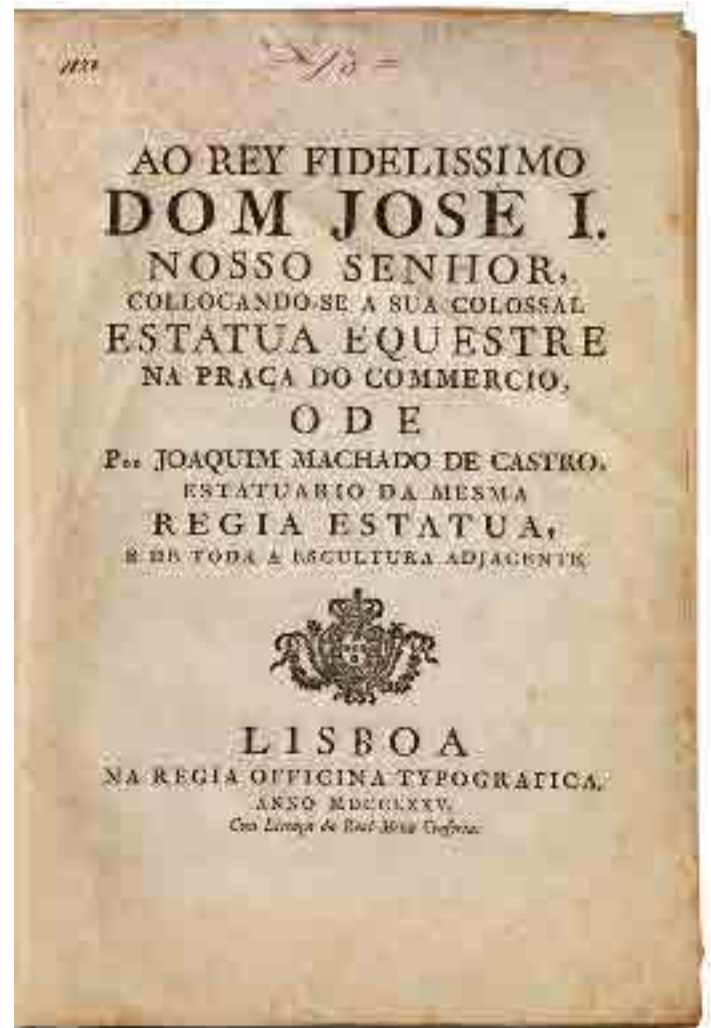 AO REY FIDELISSIMO
DOM JOSÉ I.
NOSSO SENHOR,
COLLOCANDO-SE A SUA COLOSSAL
ESTATUA EQUESTRE
NA PRAÇA DO COMMERCIO,
ODE
POR JOAQUIM MACHADO DE CASTRO,
ESTATUARIO DA MESMA
REGIA ESTATUA,
E DE TODA A ESCULTURA ADJACENTE.
LISBOA
NA REGIA OFFICINA TYPOGRAFICA.
ANNO MDCCLXXV.
Com Licença da Real Meza Censoria.